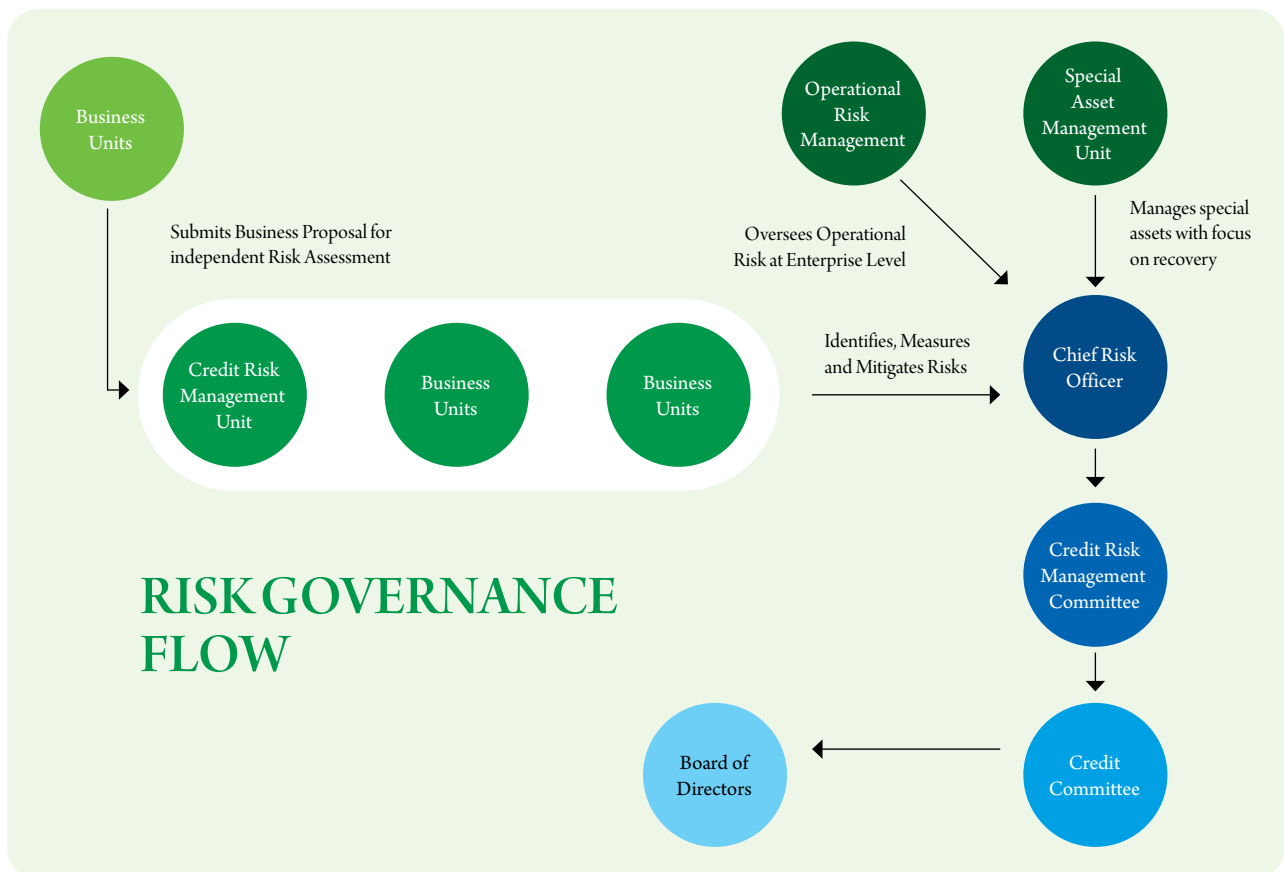 Business
Units
Submits Business Proposal for
independent Risk Assessment
Operational
Risk
Management
Special
Asset
Management
Unit
Oversees Operational
Risk at Enterprise Level
Manages special
assets with focus
on recovery
Credit Risk
Management
Unit
Business
Units
Business
Units
Identifies, Measures
and Mitigates Risks
Chief Risk
Officer
Credit Risk
Management
Committee
RISK GOVERNANCE
FLOW
Board of
Directors
Credit
Committee